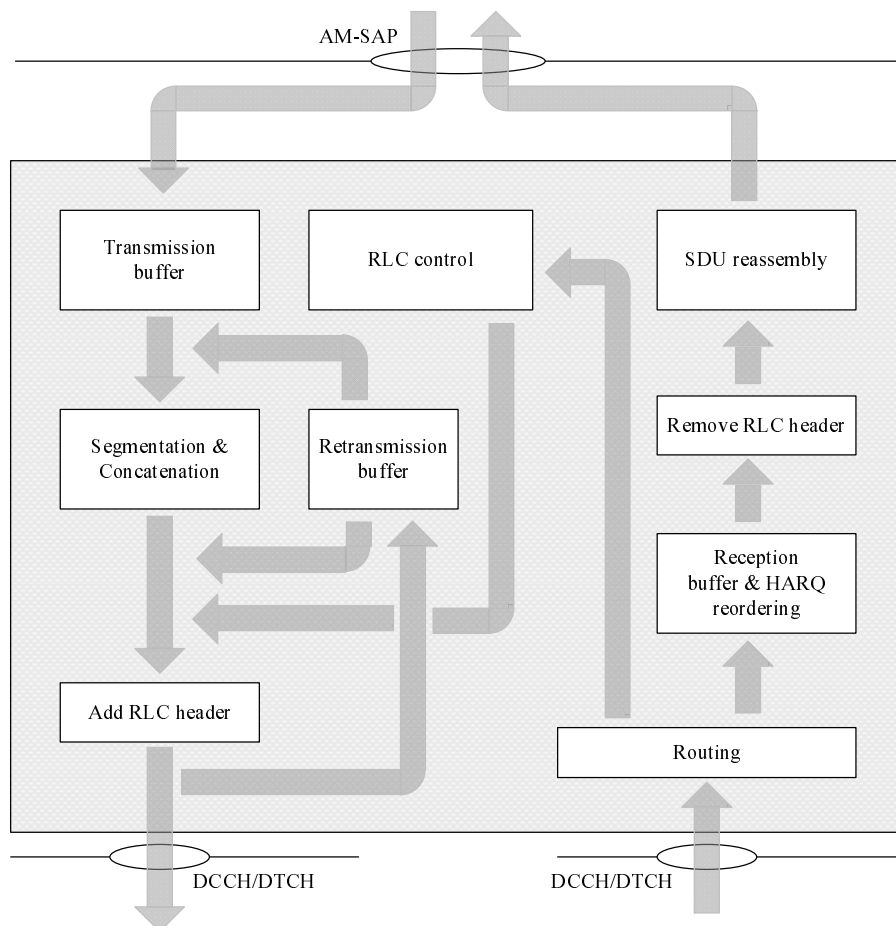 AM-SAP
Transmission
buffer
RLC control
SDU reassembly
Segmentation &
Concatenation
Retransmission
buffer
Remove RLC header
Reception
buffer & HARQ
reordering
Add RLC header
Routing
DCCH/DTCH
DCCH/DTCH